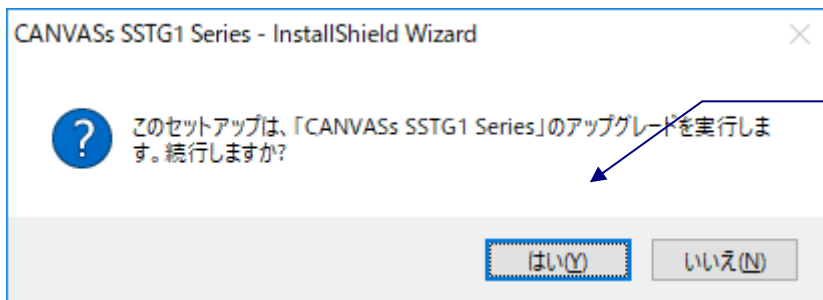 CANVASs SSTG1 Series - InstallShield Wizard
このセットアップは、「CANVASs SSTG1 Series」のアップグレードを実行しま
す。続行しますか?
はい(Y) いいえ(N)